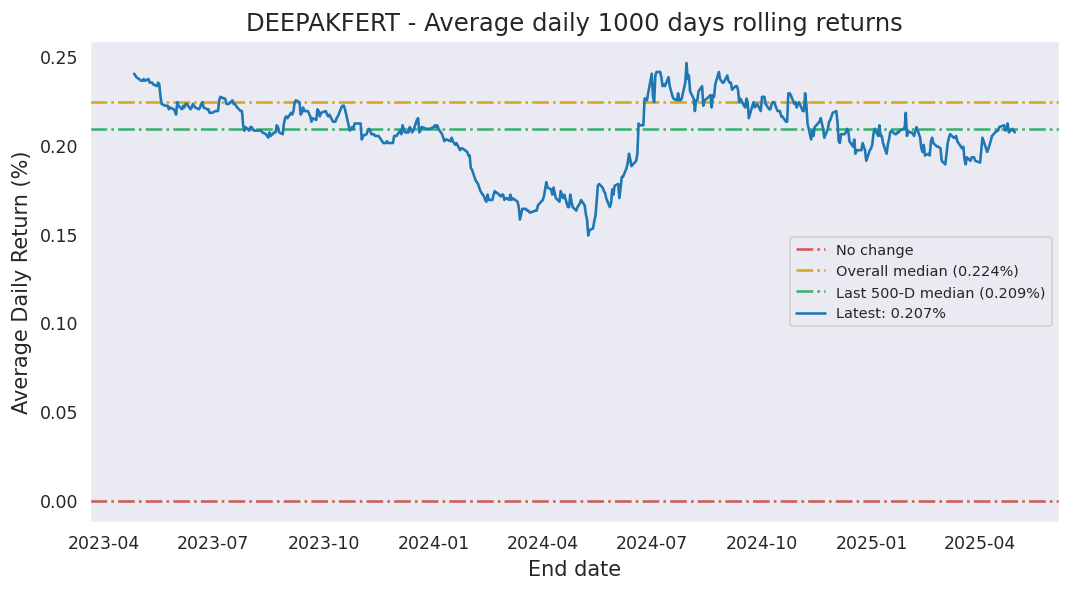 DEEPAKFERT - Average daily 1000 days rolling returns
Average Daily Return (%)
0.25
0.20
0.15
0.10
0.05
0.00
No change
Overall median (0.224%)
Last 500-D median (0.209%)
Latest: 0.207%
2023-04 2023-07 2023-10 2024-01 2024-04 2024-07 2024-10 2025-01 2025-04
End date